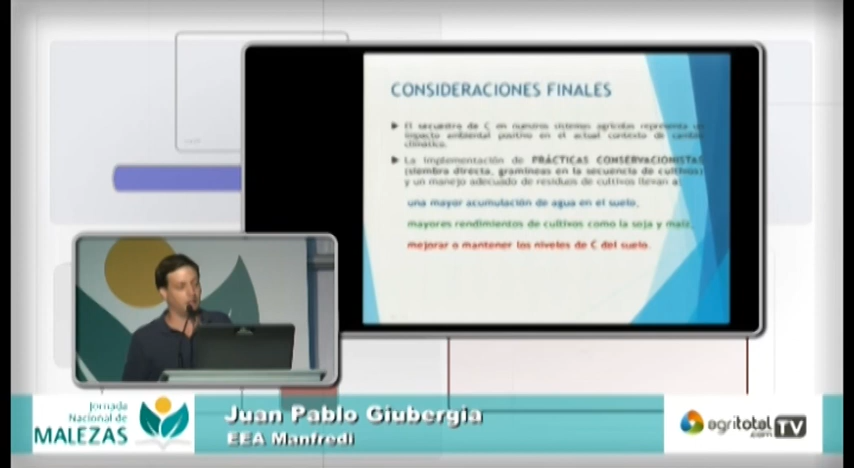 CONSIDERACIONES FINALES
El secuestro de C en nuestros sistemas agrícolas representa un
impacto ambiental positivo en el actual contexto de cambio
climático.
La implementación de PRÁCTICAS CONSERVACIONISTAS
(siembra directa, gramíneas en la secuencia de cultivos)
y un manejo adecuado de residuos de cultivos llevan a:
una mayor acumulación de agua en el suelo,
mayores rendimientos de cultivos como la soja y maíz,
mejorar o mantener los niveles de C del suelo.
Jornada
Nacional de
MALEZAS
Juan Pablo Giubergia
EEA Manfredi
agritotal
.com
TV